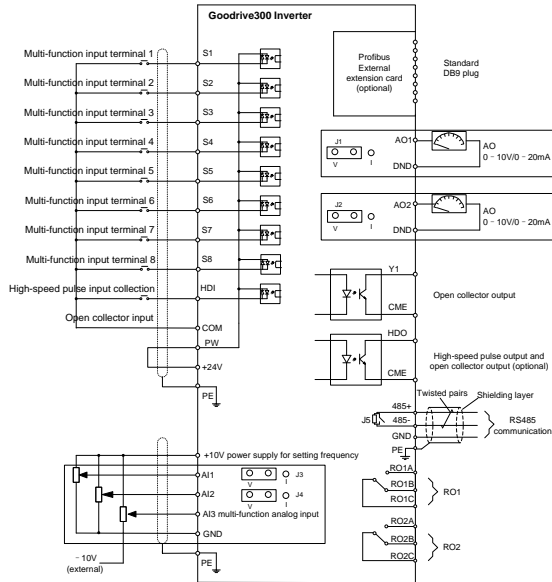 Goodrive300 Inverter
Multi-function input terminal 1
S1
Multi-function input terminal 2
S2
Multi-function input terminal 3
S3
Multi-function input terminal 4
S4
Multi-function input terminal 5
S5
Multi-function input terminal 6
S6
Multi-function input terminal 7
S7
Multi-function input terminal 8
S8
High-speed pulse input collection
HDI
Open collector input
COM
PW
+24V
PE
+10V power supply for setting frequency
AI1
V
I
J3
AI2
V
I
J4
AI3 multi-function analog input
GND
-10V
(external)
PE
Profibus
External
extension card
(optional)
Standard
DB9 plug
J1
V
I
AO1
DND
AO
0-10V/0-20mA
J2
V
I
AO2
DND
AO
0-10V/0-20mA
Y1
CME
Open collector output
HDO
CME
High-speed pulse output and
open collector output (optional)
Twisted pairs
Shielding layer
J5
485+
485-
GND
PE
RS485
communication
RO1A
RO1B
RO1C
RO1
RO2A
RO2B
RO2C
RO2